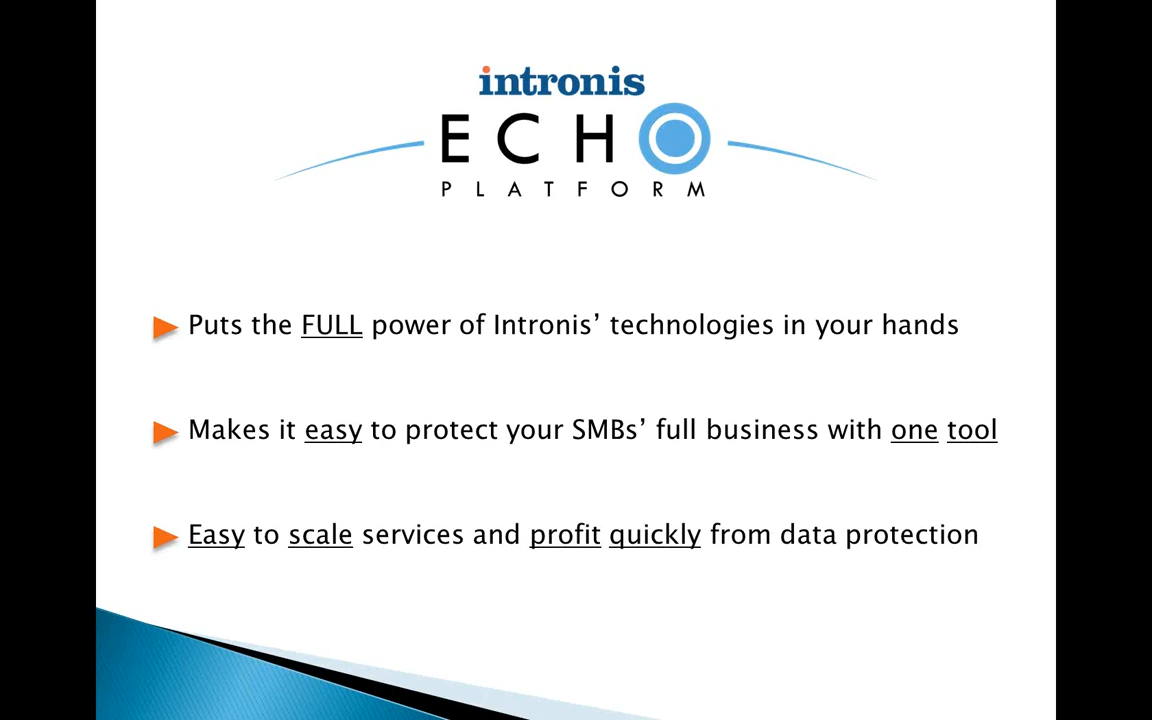 intronis
ECHO
PLATFORM
Puts the FULL power of Intronis’ technologies in your hands
Makes it easy to protect your SMBs’ full business with one tool
Easy to scale services and profit quickly from data protection